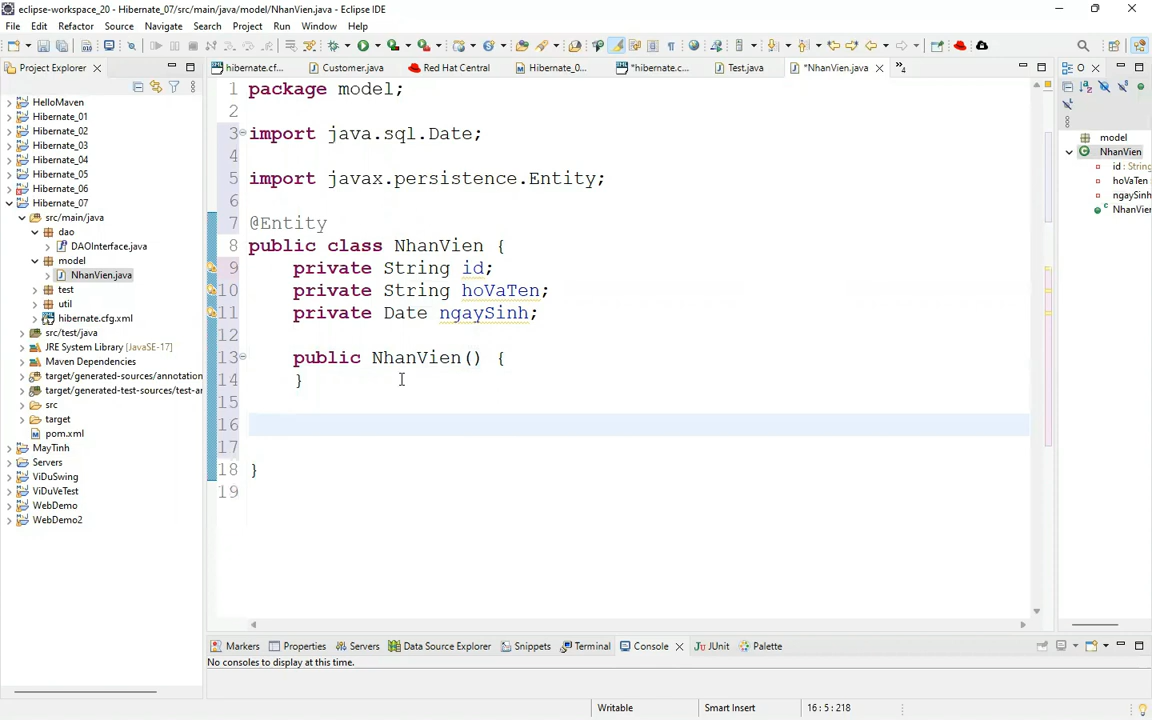 eclipse-workspace_20 - Hibernate_07/src/main/java/model/NhanVien.java - Eclipse IDE
File Edit Refactor Source Navigate Search Project Run Window Help
Project Explorer
hibernate.cf... Customer.java Red Hat Central Hibernate_0... *hibernate.c... Test.java *NhanVien.java »4
O
HelloMaven
Hibernate_01
Hibernate_02
Hibernate_03
Hibernate_04
Hibernate_05
Hibernate_06
Hibernate_07
src/main/java
dao
DAOInterface.java
model
NhanVien.java
test
util
hibernate.cfg.xml
src/test/java
JRE System Library [JavaSE-17]
Maven Dependencies
target/generated-sources/annotation
target/generated-test-sources/test-a
src
target
pom.xml
MayTinh
Servers
ViDuSwing
ViDuVeTest
WebDemo
WebDemo2
1 package model;
2
3 import java.sql.Date;
4
5 import javax.persistence.Entity;
6
7 @Entity
8 public class NhanVien {
9 private String id;
10 private String hoVaTen;
11 private Date ngaySinh;
12
13 public NhanVien() {
14 }
15
16
17
18 }
19
model
NhanVien
id : String
hoVaTen
ngaySinh
NhanVie
Markers Properties Servers Data Source Explorer Snippets Terminal Console JUnit Palette
No consoles to display at this time.
Writable Smart Insert 16 : 5 : 218